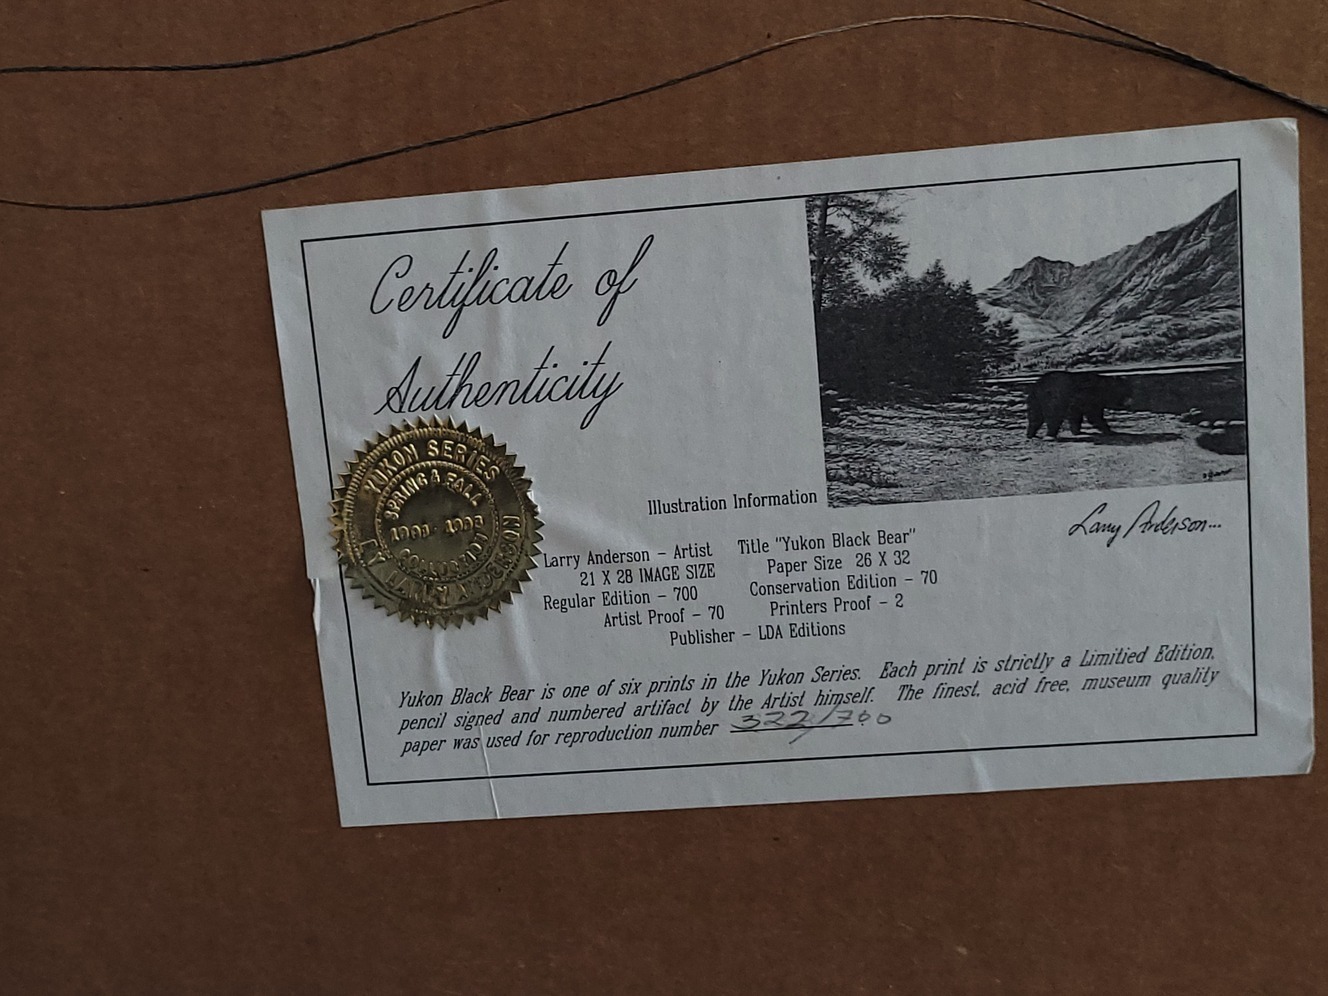 Certificate of
Authenticity
YUKON SERIES
SPRING & FALL
BY LARRY ANDERSON
Illustration Information
Larry Anderson...
Larry Anderson – Artist
Title "Yukon Black Bear"
21 X 28 IMAGE SIZE
Paper Size 26 X 32
Regular Edition – 700
Conservation Edition – 70
Artist Proof – 70
Printers Proof – 2
Publisher – LDA Editions
Yukon Black Bear is one of six prints in the Yukon Series. Each print is strictly a Limitied Edition,
pencil signed and numbered artifact by the Artist himself. The finest, acid free, museum quality
paper was used for reproduction number 322/700